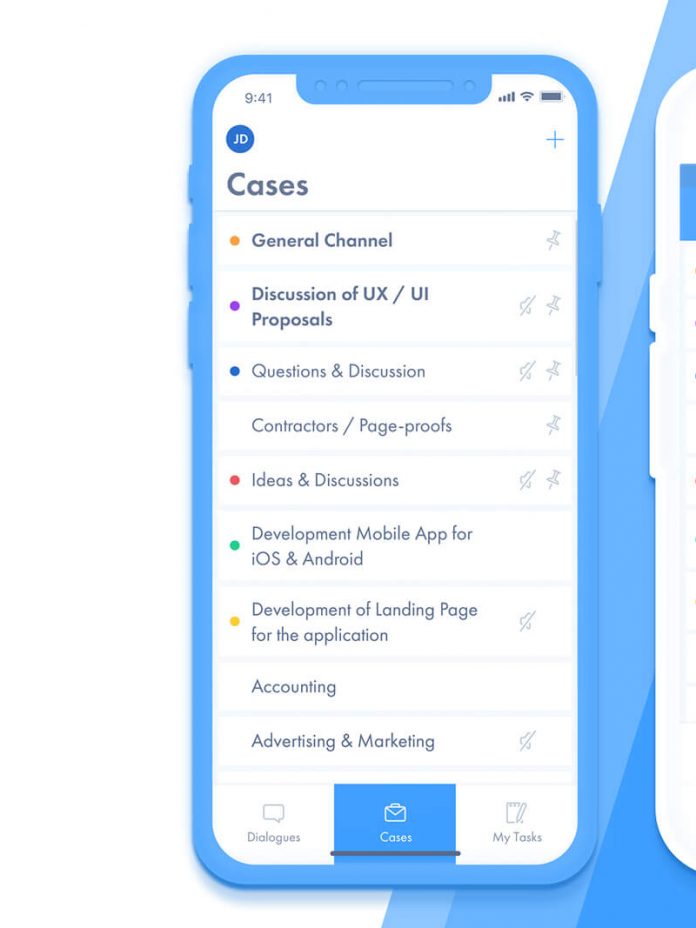 9:41
JD
Cases
General Channel
Discussion of UX / UI
Proposals
Questions & Discussion
Contractors / Page-proofs
Ideas & Discussions
Development Mobile App for
iOS & Android
Development of Landing Page
for the application
Accounting
Advertising & Marketing
Dialogues
Cases
My Tasks